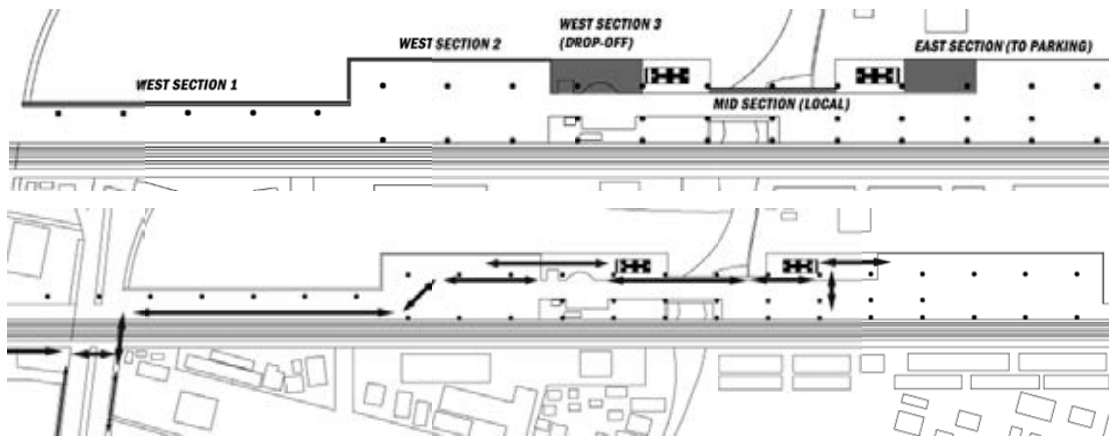 WEST SECTION 3
(DROP-OFF)
WEST SECTION 2
EAST SECTION (TO PARKING)
WEST SECTION 1
MID SECTION (LOCAL)